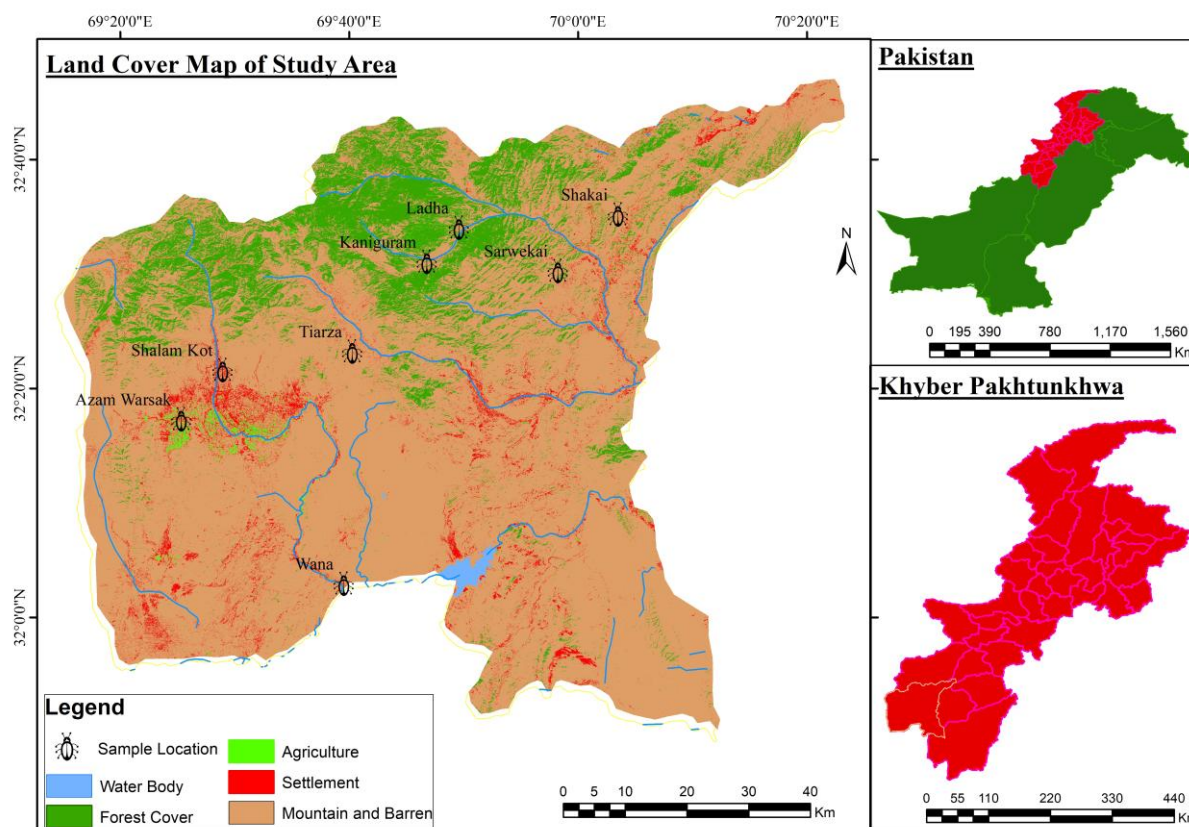 69°20'0"E 69°40'0"E 70°0'0"E 70°20'0"E
Land Cover Map of Study Area
32°40'0"N
32°20'0"N
32°0'0"N
Shakai
Ladha
Kaniguram
Sarwekai
Tiarza
Shalam Kot
Azam Warsak
Wana
N
Legend
Sample Location
Water Body
Forest Cover
Agriculture
Settlement
Mountain and Barren
0 5 10 20 30 40
Km
Pakistan
0 195 390 780 1,170 1,560
Km
Khyber Pakhtunkhwa
0 55 110 220 330 440
Km